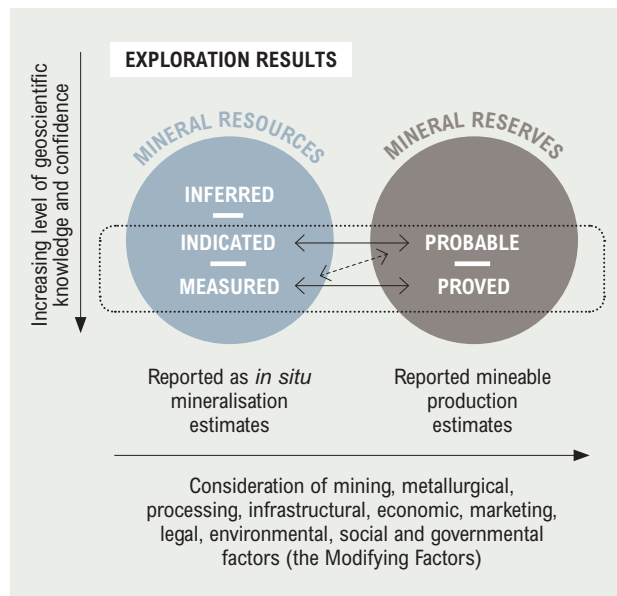 EXPLORATION RESULTS
Increasing level of geoscientific
knowledge and confidence
MINERAL RESOURCES
INFERRED
INDICATED
MEASURED
MINERAL RESERVES
PROBABLE
PROVED
Reported as in situ
mineralisation
estimates
Reported mineable
production
estimates
Consideration of mining, metallurgical,
processing, infrastructural, economic, marketing,
legal, environmental, social and governmental
factors (the Modifying Factors)